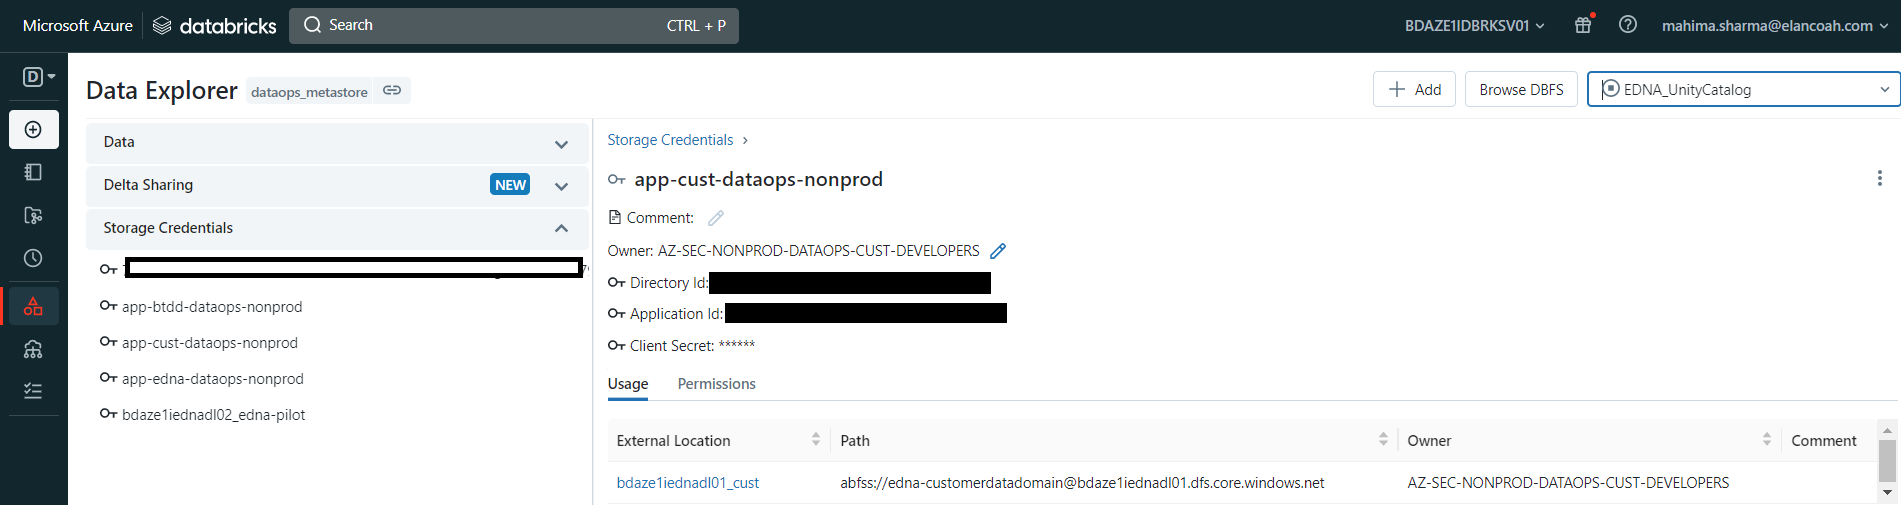 Microsoft Azure databricks Search CTRL + P BDAZE1IDBRKSV01 mahima.sharma@elancoah.com
D
Data Explorer dataops_metastore Add Browse DBFS EDNA_UnityCatalog
Data
Delta Sharing NEW
Storage Credentials
app-btdd-dataops-nonprod
app-cust-dataops-nonprod
app-edna-dataops-nonprod
bdaze1iednadl02_edna-pilot
Storage Credentials ›
app-cust-dataops-nonprod
Comment:
Owner: AZ-SEC-NONPROD-DATAOPS-CUST-DEVELOPERS
Directory Id:
Application Id:
Client Secret: ******
Usage Permissions
External Location Path Owner Comment
bdaze1iednadl01_cust abfss://edna-customerdatadomain@bdaze1iednadl01.dfs.core.windows.net AZ-SEC-NONPROD-DATAOPS-CUST-DEVELOPERS